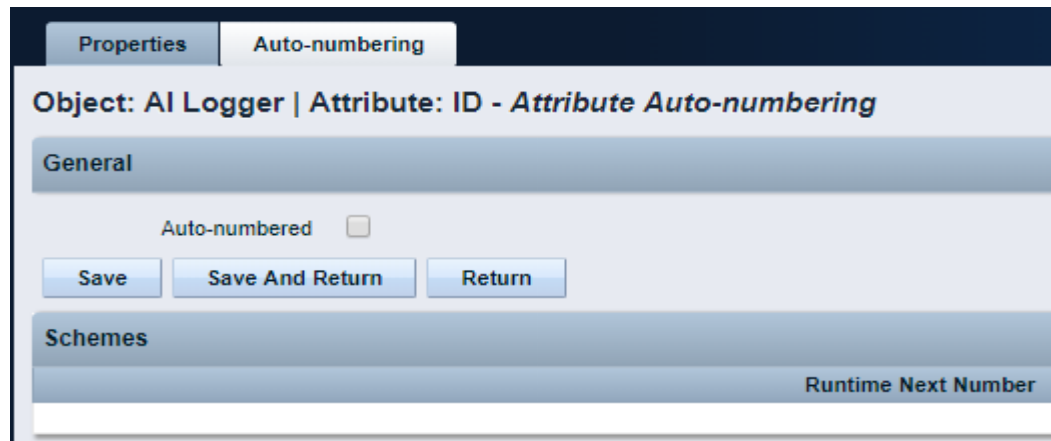 Properties Auto-numbering
Object: AI Logger | Attribute: ID - Attribute Auto-numbering
General
Auto-numbered
Save Save And Return Return
Schemes
Runtime Next Number